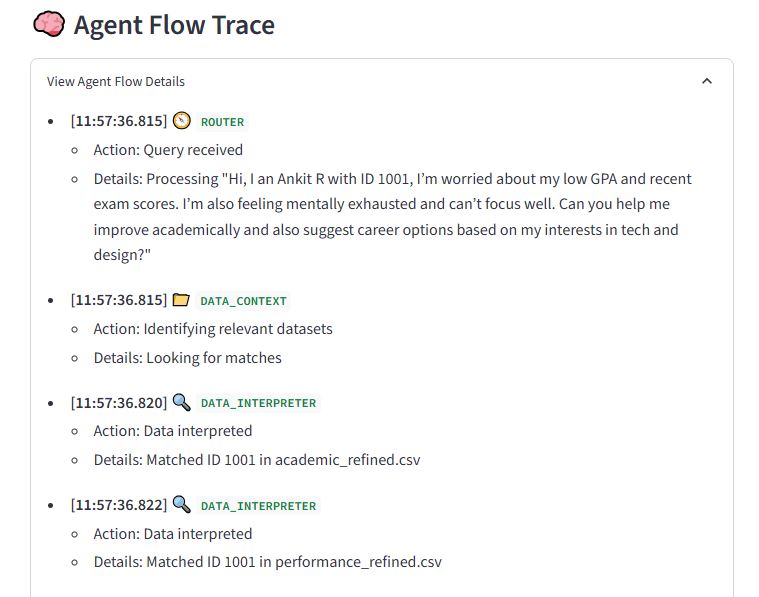 Agent Flow Trace
View Agent Flow Details
[11:57:36.815] ROUTER
Action: Query received
Details: Processing "Hi, I an Ankit R with ID 1001, I’m worried about my low GPA and recent
exam scores. I’m also feeling mentally exhausted and can’t focus well. Can you help me
improve academically and also suggest career options based on my interests in tech and
design?"
[11:57:36.815] DATA_CONTEXT
Action: Identifying relevant datasets
Details: Looking for matches
[11:57:36.820] DATA_INTERPRETER
Action: Data interpreted
Details: Matched ID 1001 in academic_refined.csv
[11:57:36.822] DATA_INTERPRETER
Action: Data interpreted
Details: Matched ID 1001 in performance_refined.csv